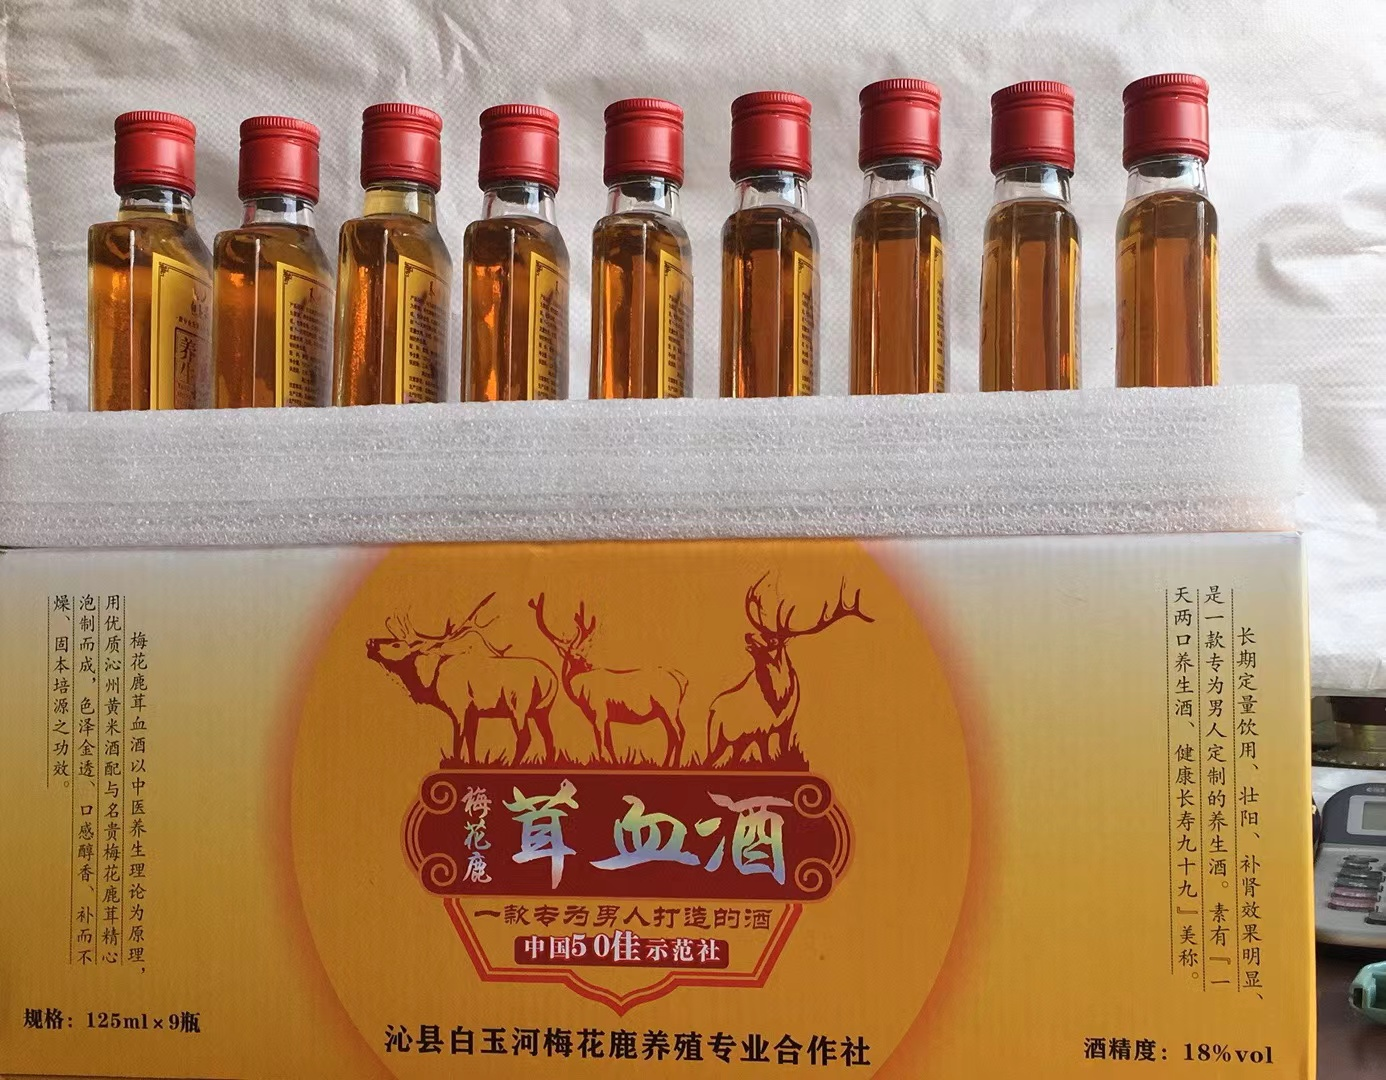 梅花鹿茸血酒以中医养生理论为原理，
用优质沁州黄米酒配与名贵梅花鹿茸精心
泡制而成，色泽金透、口感醇香、补而不
燥、固本培源之功效。
规格：125ml×9瓶
梅花鹿
茸血酒
一款专为男人打造的酒
中国50佳示范社
沁县白玉河梅花鹿养殖专业合作社
长期定量饮用、壮阳、补肾效果明显、
是一款专为男人定制的养生酒。素有『一
天两口养生酒、健康长寿九十九』美称。
酒精度：18%vol